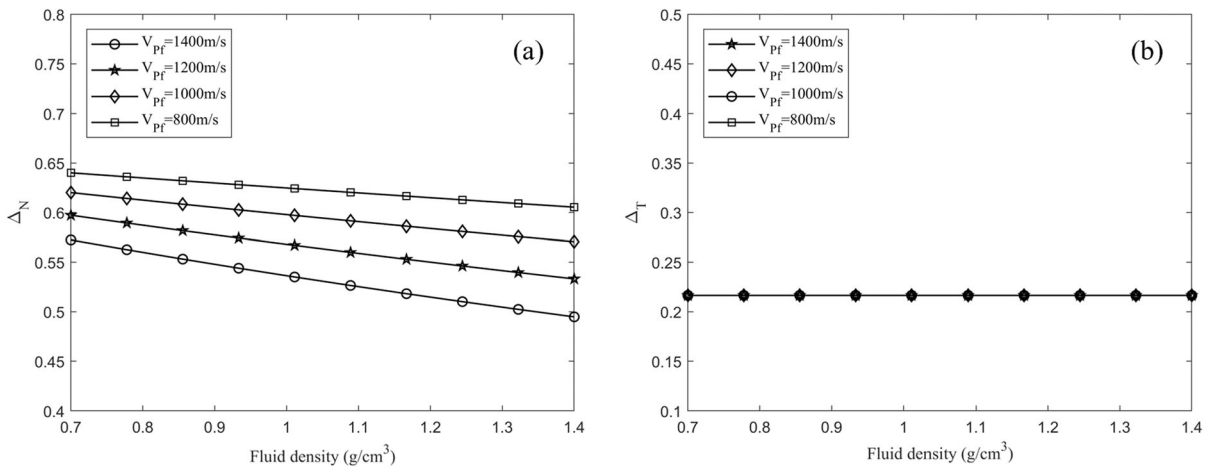 (a)
V_Pf=1400m/s
V_Pf=1200m/s
V_Pf=1000m/s
V_Pf=800m/s
0.8
0.75
0.7
0.65
0.6
0.55
0.5
0.45
0.4
Δ_N
0.7 0.8 0.9 1 1.1 1.2 1.3 1.4
Fluid density (g/cm³)
(b)
V_Pf=1400m/s
V_Pf=1200m/s
V_Pf=1000m/s
V_Pf=800m/s
0.5
0.45
0.4
0.35
0.3
0.25
0.2
0.15
0.1
Δ_T
0.7 0.8 0.9 1 1.1 1.2 1.3 1.4
Fluid density (g/cm³)